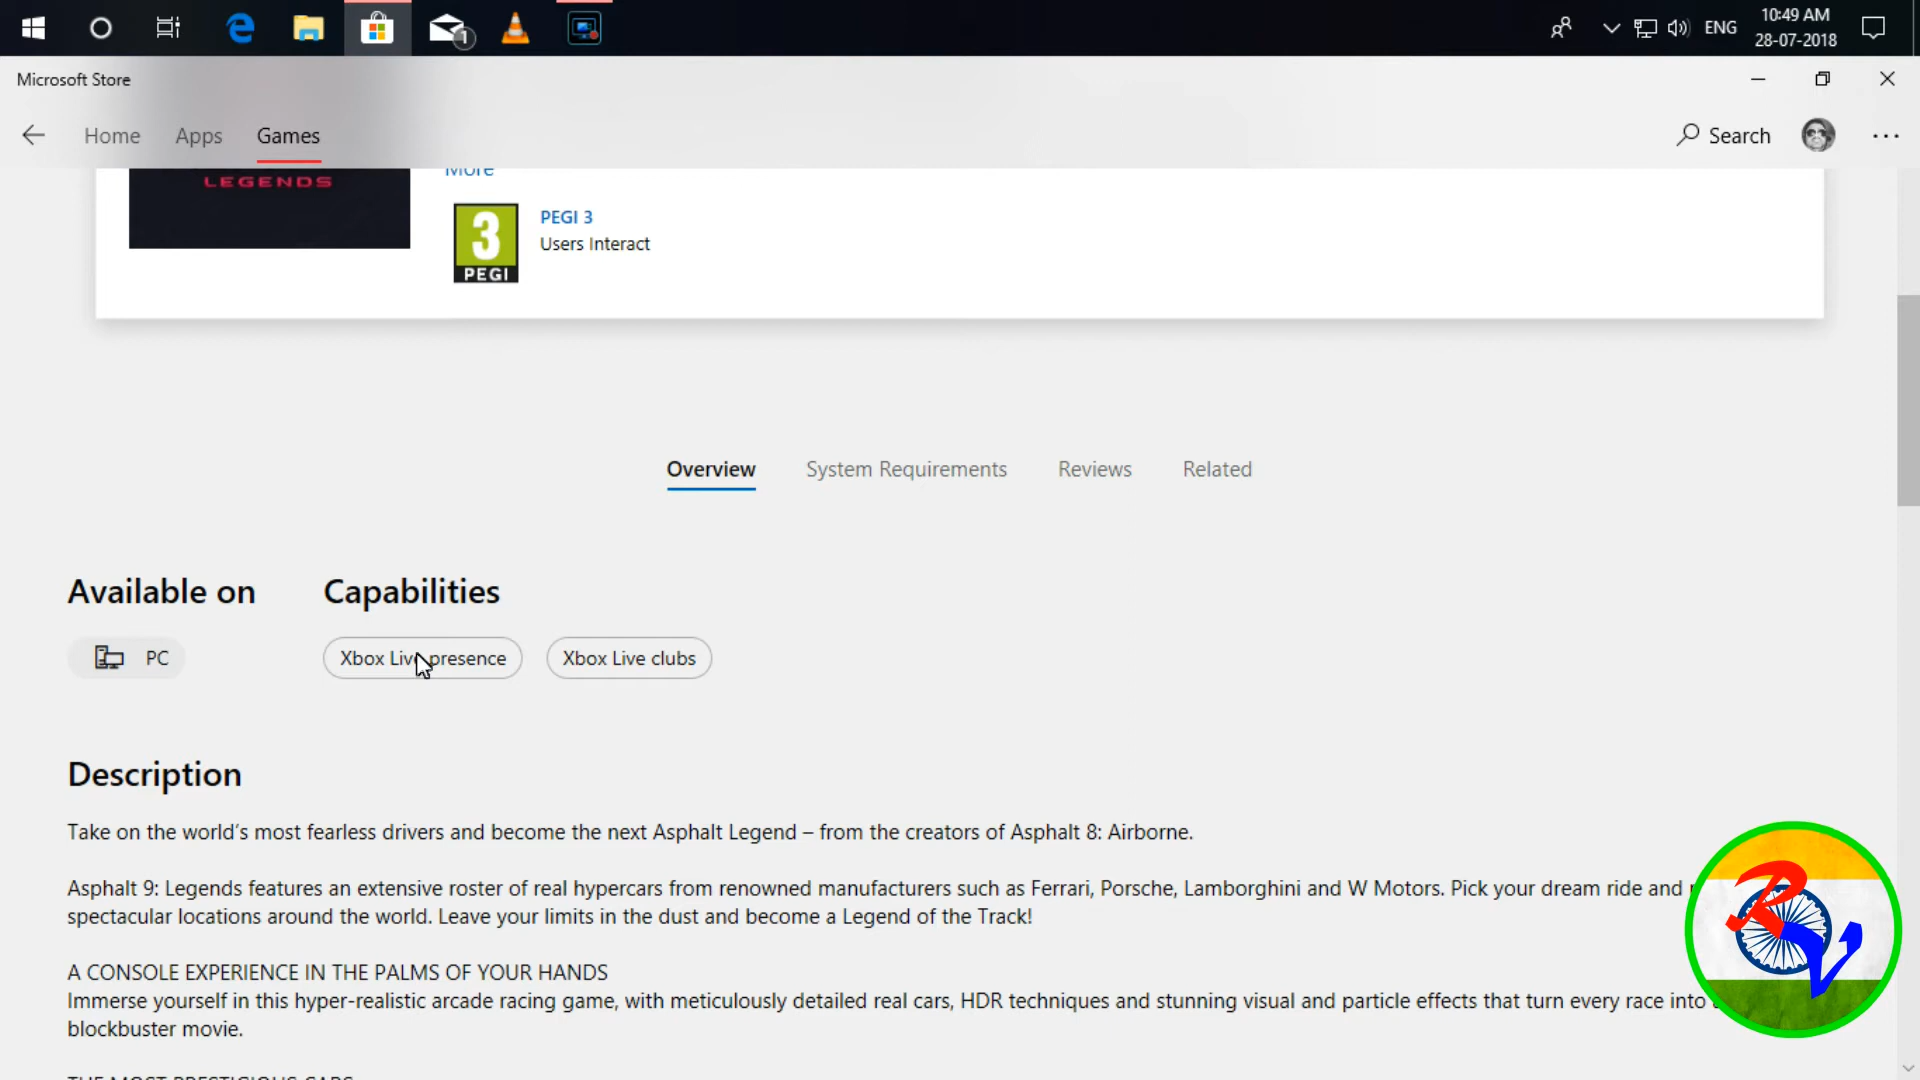 10:49 AM
ENG
28-07-2018
1
Microsoft Store
Home Apps Games
Search
LEGENDS
More
3
PEGI
PEGI 3
Users Interact
Overview System Requirements Reviews Related
Available on Capabilities
PC Xbox Live presence Xbox Live clubs
Description
Take on the world's most fearless drivers and become the next Asphalt Legend – from the creators of Asphalt 8: Airborne.
Asphalt 9: Legends features an extensive roster of real hypercars from renowned manufacturers such as Ferrari, Porsche, Lamborghini and W Motors. Pick your dream ride and
spectacular locations around the world. Leave your limits in the dust and become a Legend of the Track!
A CONSOLE EXPERIENCE IN THE PALMS OF YOUR HANDS
Immerse yourself in this hyper-realistic arcade racing game, with meticulously detailed real cars, HDR techniques and stunning visual and particle effects that turn every race into
blockbuster movie.
THE MOST PRESTIGIOUS CARS
RV